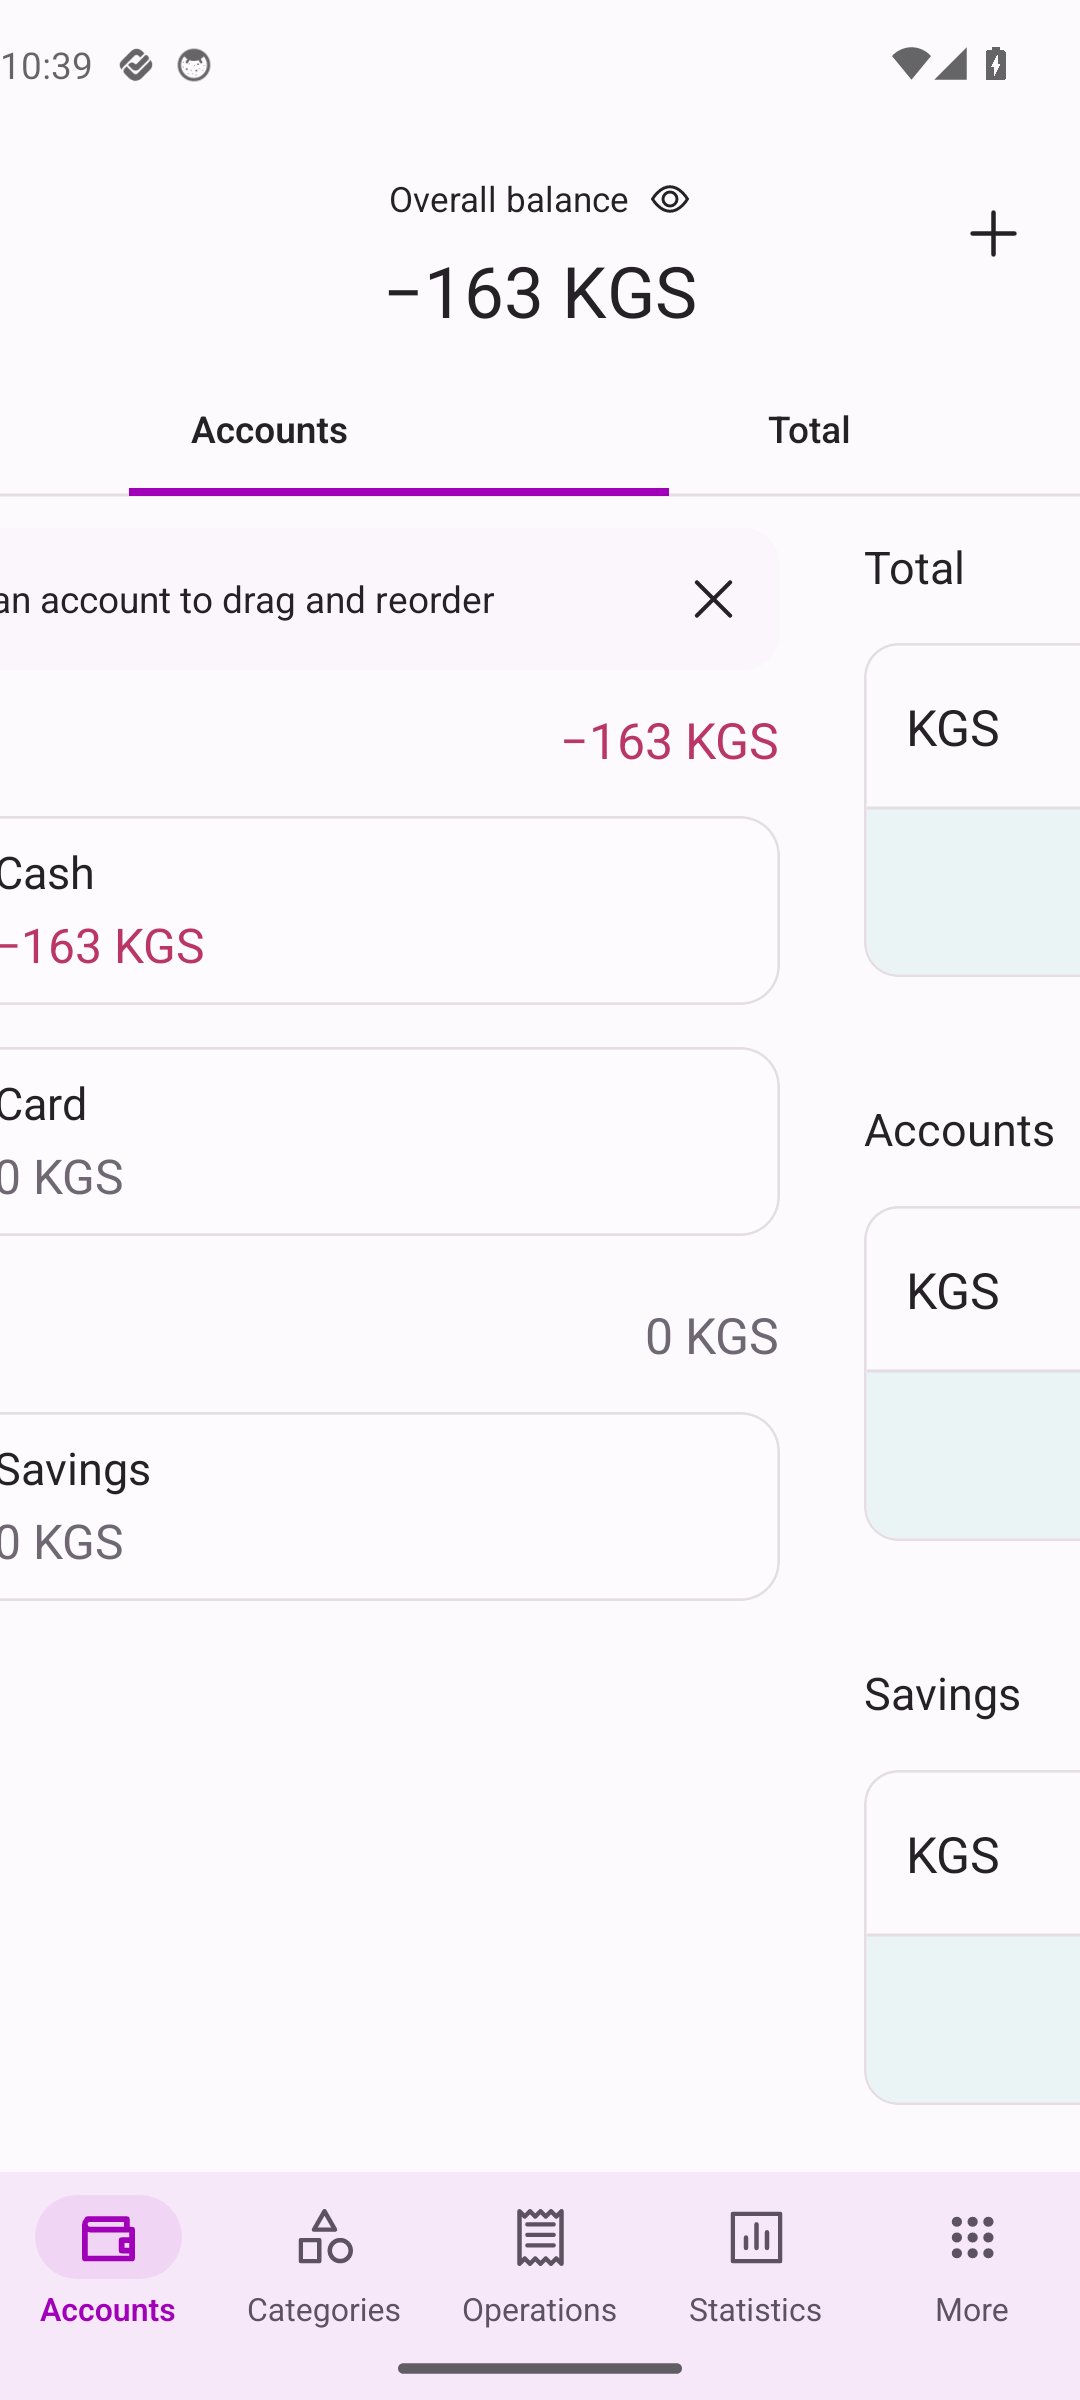 10:39
Overall balance
−163 KGS
Accounts
Total
an account to drag and reorder
Total
−163 KGS
KGS
Cash
−163 KGS
Card
0 KGS
Accounts
KGS
0 KGS
Savings
0 KGS
Savings
KGS
Accounts
Categories
Operations
Statistics
More